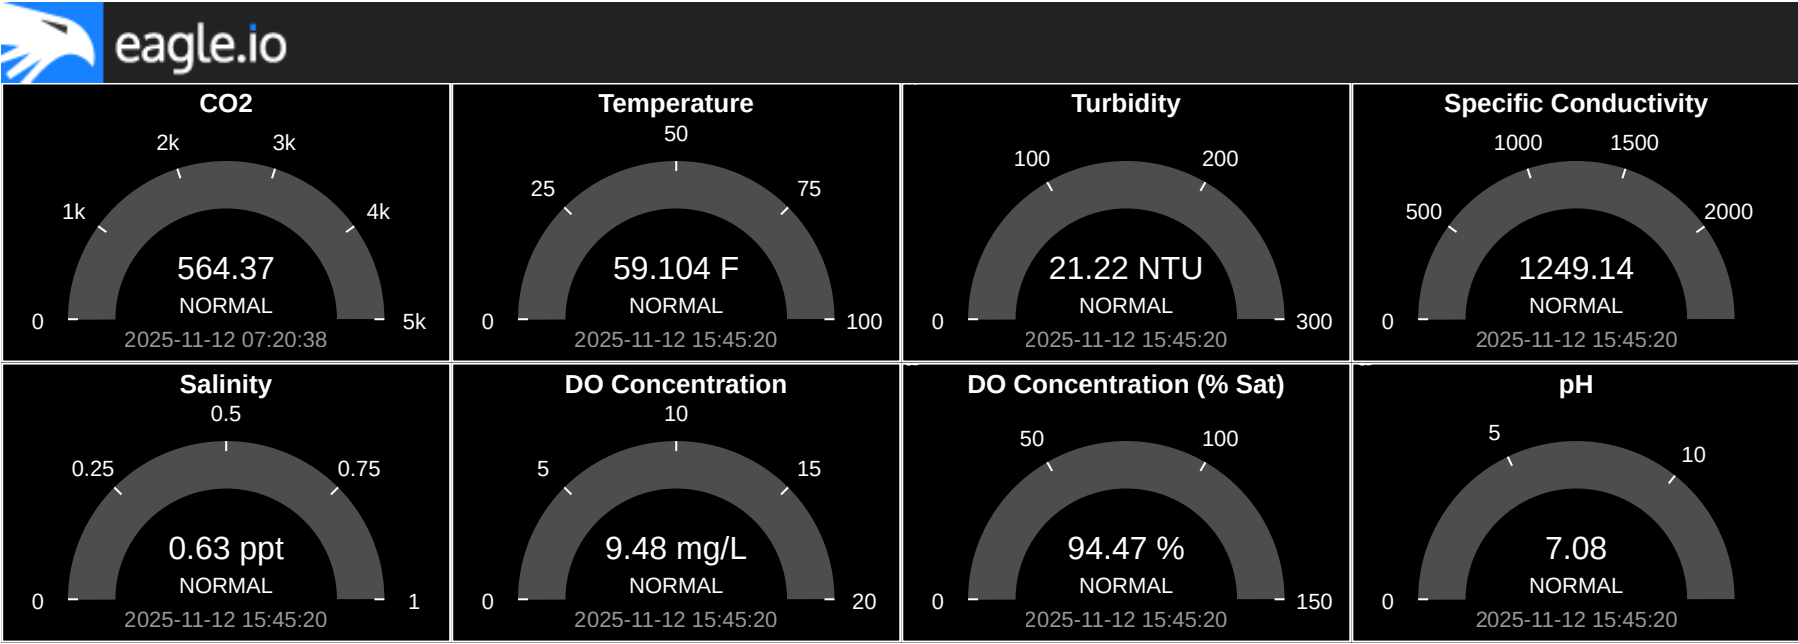 eagle.io
CO2
2k 3k
1k 4k
564.37
NORMAL
0 5k
2025-11-12 07:20:38
Temperature
50
25 75
59.104 F
NORMAL
0 100
2025-11-12 15:45:20
Turbidity
100 200
21.22 NTU
NORMAL
0 300
2025-11-12 15:45:20
Specific Conductivity
1000 1500
500 2000
1249.14
NORMAL
0
2025-11-12 15:45:20
Salinity
0.5
0.25 0.75
0.63 ppt
NORMAL
0 1
2025-11-12 15:45:20
DO Concentration
10
5 15
9.48 mg/L
NORMAL
0 20
2025-11-12 15:45:20
DO Concentration (% Sat)
50 100
94.47 %
NORMAL
0 150
2025-11-12 15:45:20
pH
5 10
7.08
NORMAL
0
2025-11-12 15:45:20